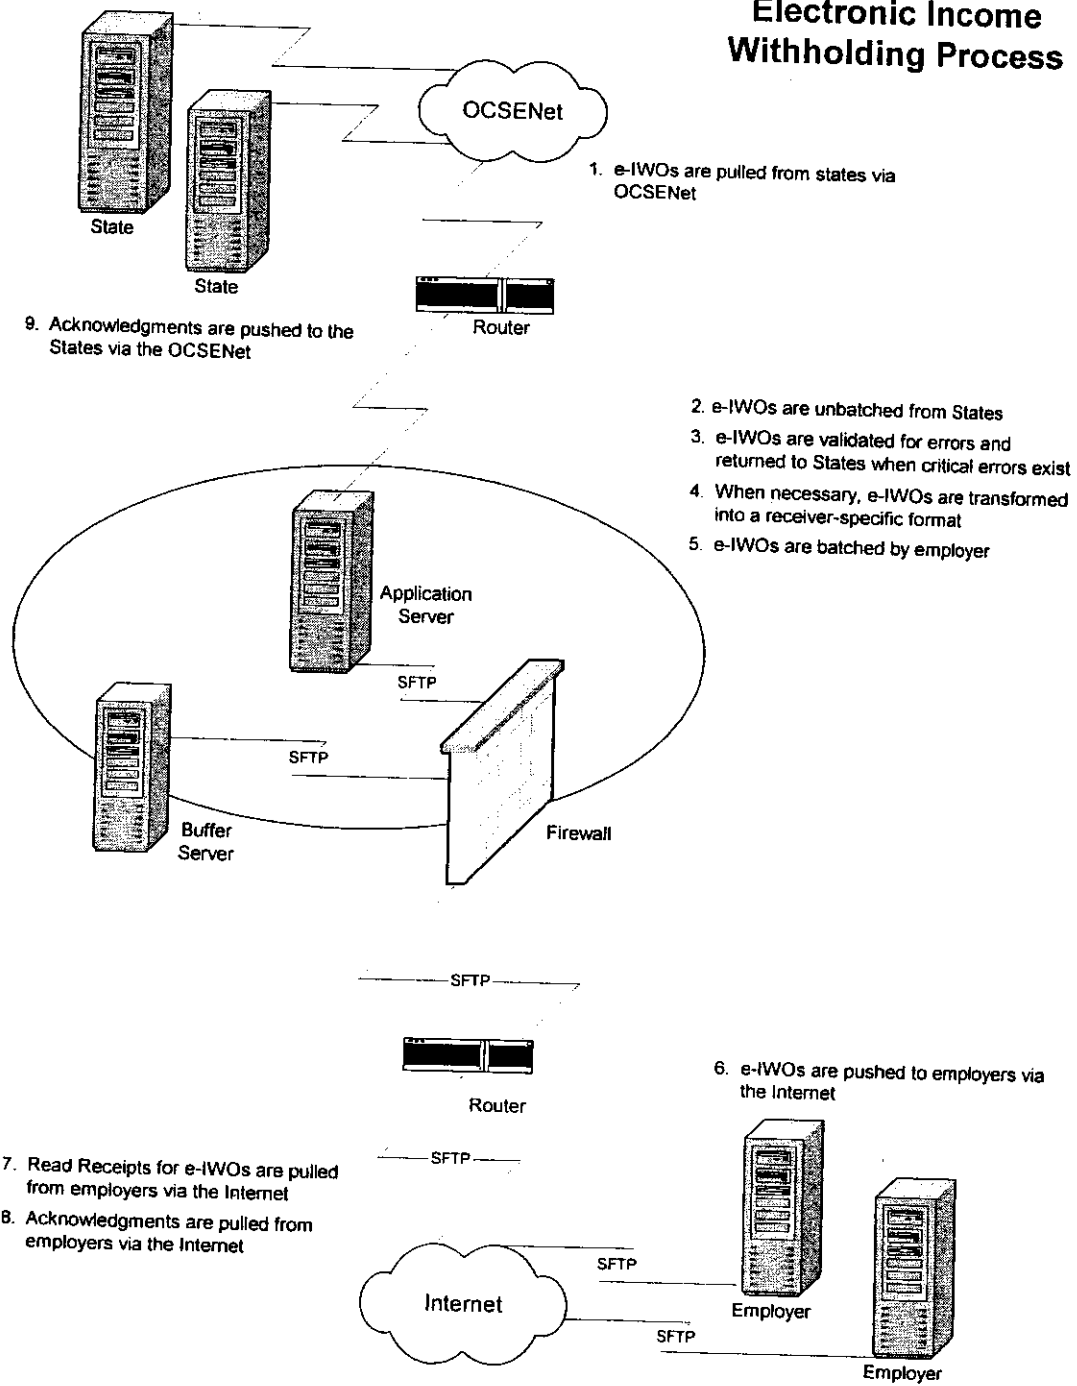 Electronic Income
Withholding Process
OCSENet
1. e-IWOs are pulled from states via
OCSENet
State
State
Router
9. Acknowledgments are pushed to the
States via the OCSENet
2. e-IWOs are unbatched from States
3. e-IWOs are validated for errors and
returned to States when critical errors exist
4. When necessary, e-IWOs are transformed
into a receiver-specific format
5. e-IWOs are batched by employer
Application
Server
SFTP
SFTP
Buffer
Server
Firewall
SFTP
Router
6. e-IWOs are pushed to employers via
the Internet
SFTP
7. Read Receipts for e-IWOs are pulled
from employers via the Internet
8. Acknowledgments are pulled from
employers via the Internet
SFTP
Internet
Employer
SFTP
Employer